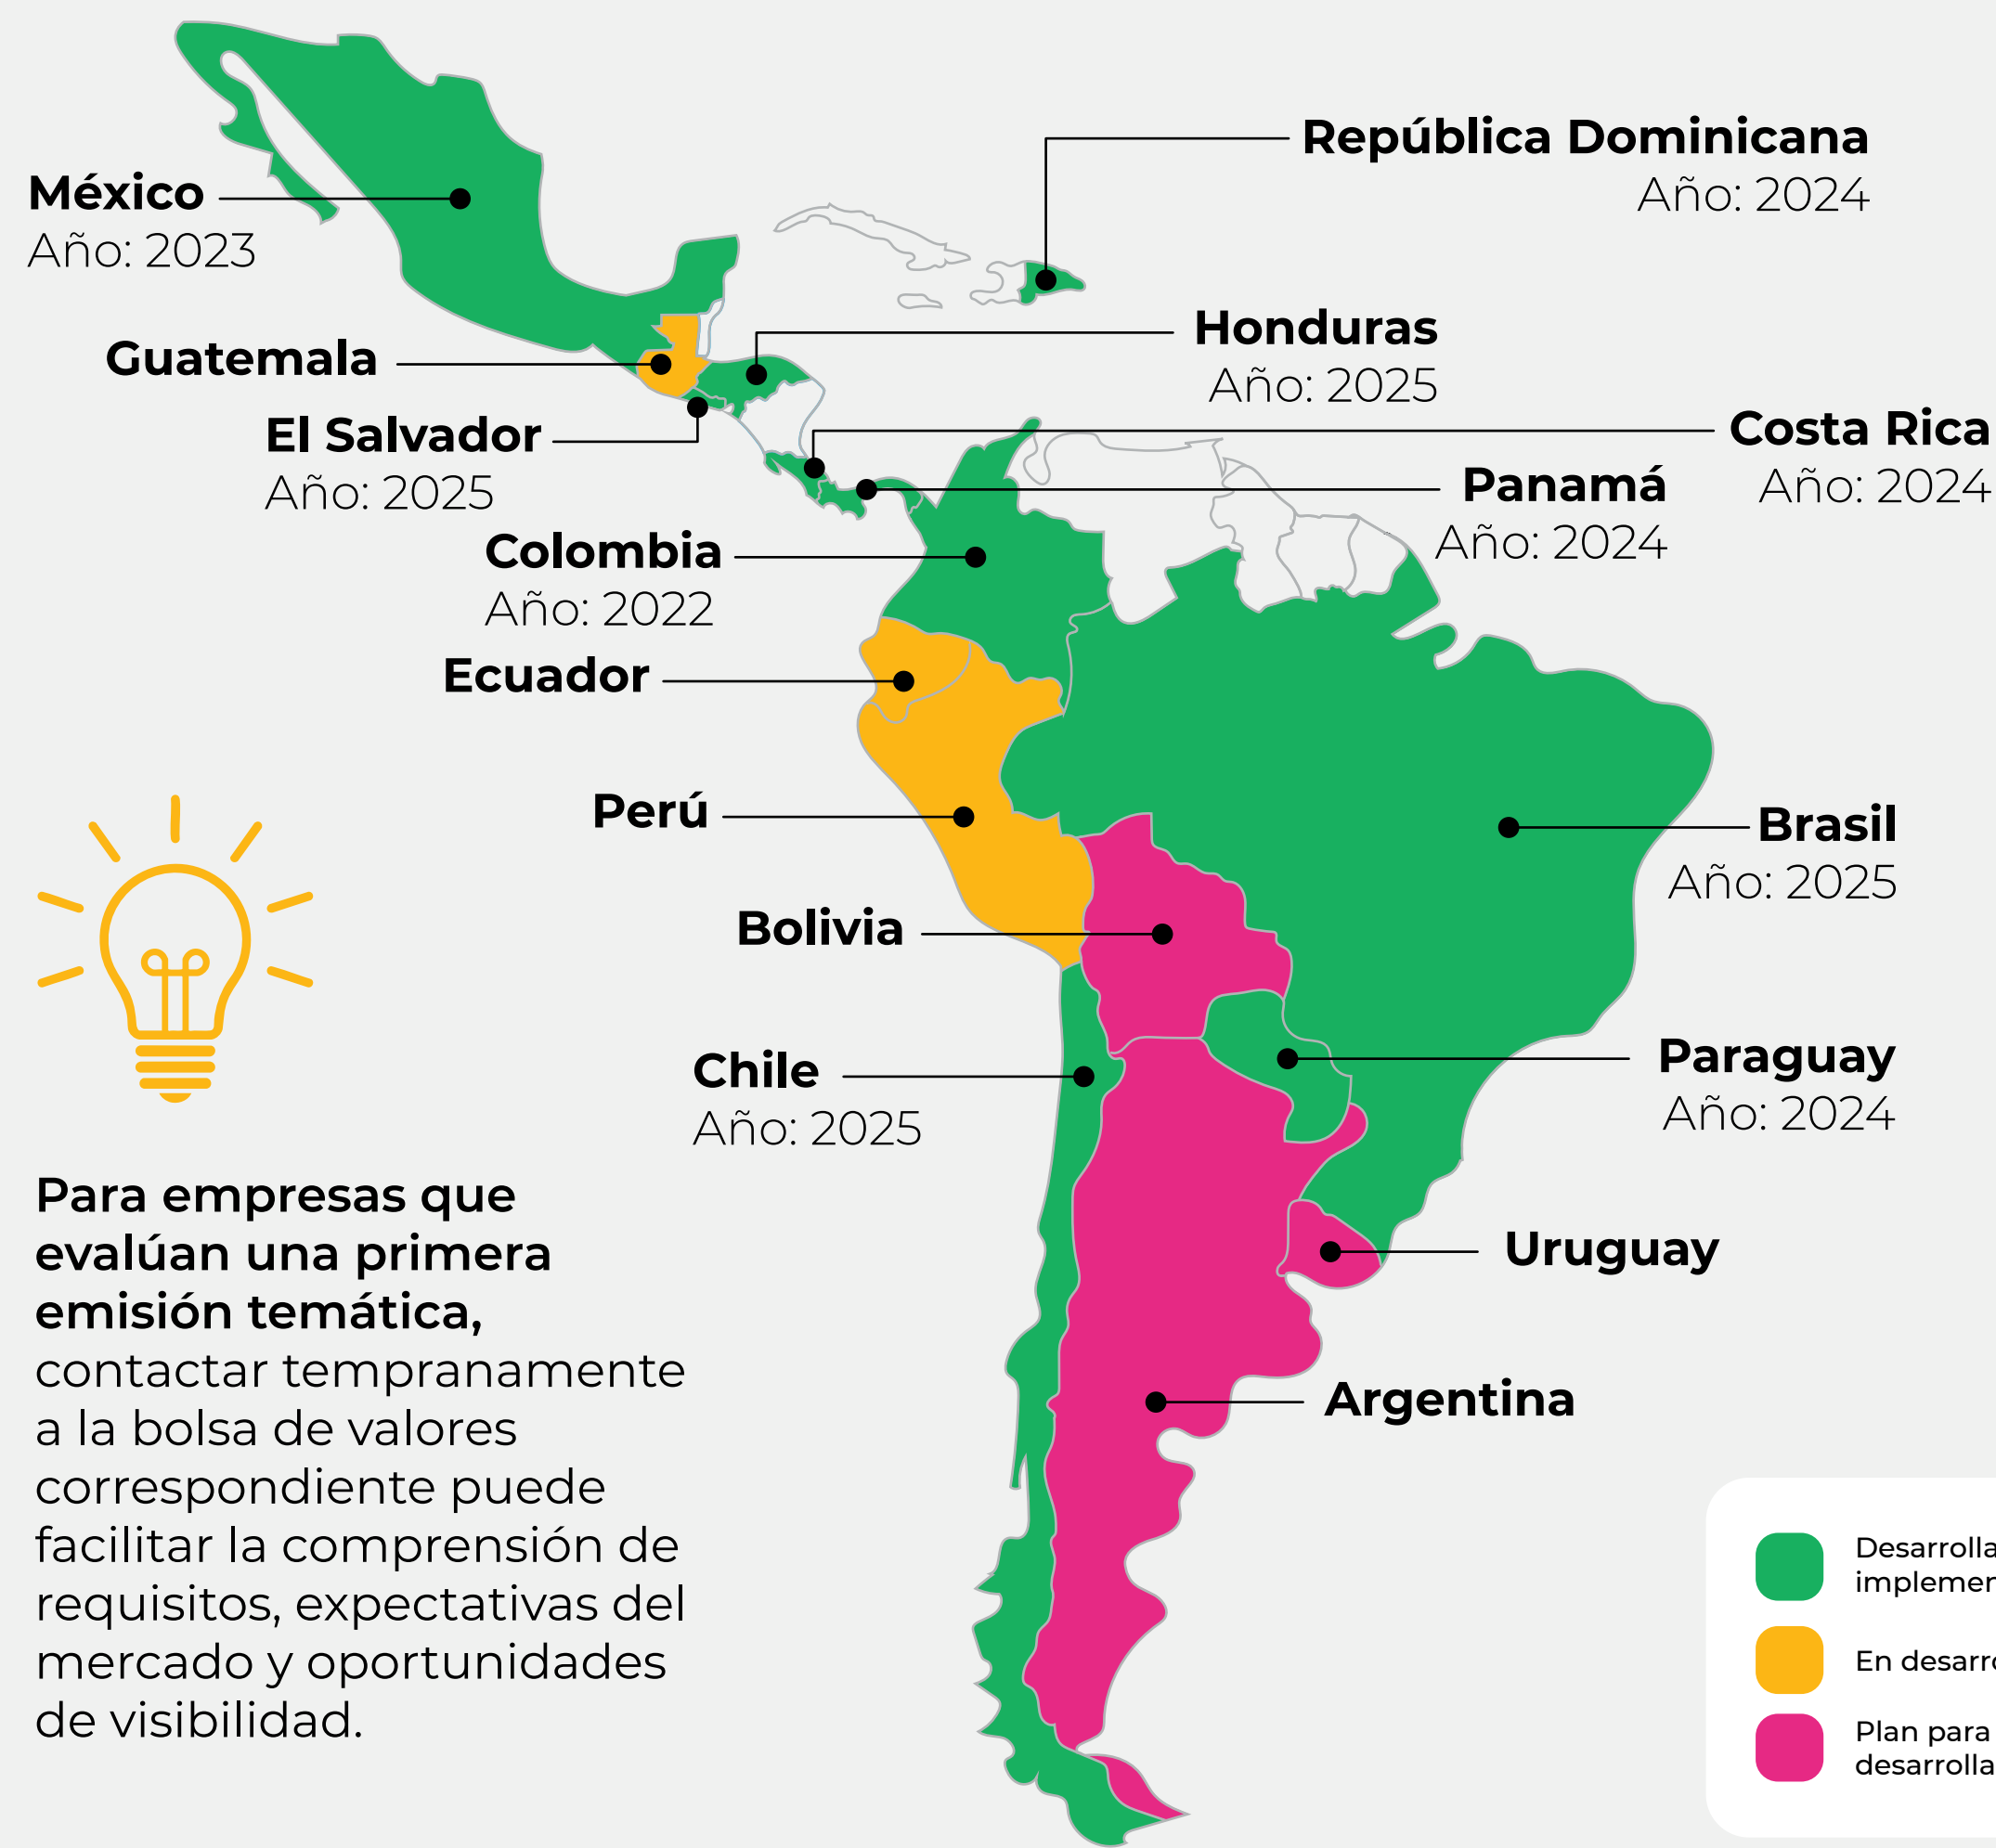 República Dominicana
Año: 2024
México
Año: 2023
Honduras
Año: 2025
Guatemala
El Salvador
Año: 2025
Costa Rica
Año: 2024
Panamá
Año: 2024
Colombia
Año: 2022
Ecuador
Perú
Brasil
Año: 2025
Bolivia
Paraguay
Año: 2024
Chile
Año: 2025
Uruguay
Argentina
Para empresas que
evalúan una primera
emisión temática,
contactar tempranamente
a la bolsa de valores
correspondiente puede
facilitar la comprensión de
requisitos, expectativas del
mercado y oportunidades
de visibilidad.
En
Plan para